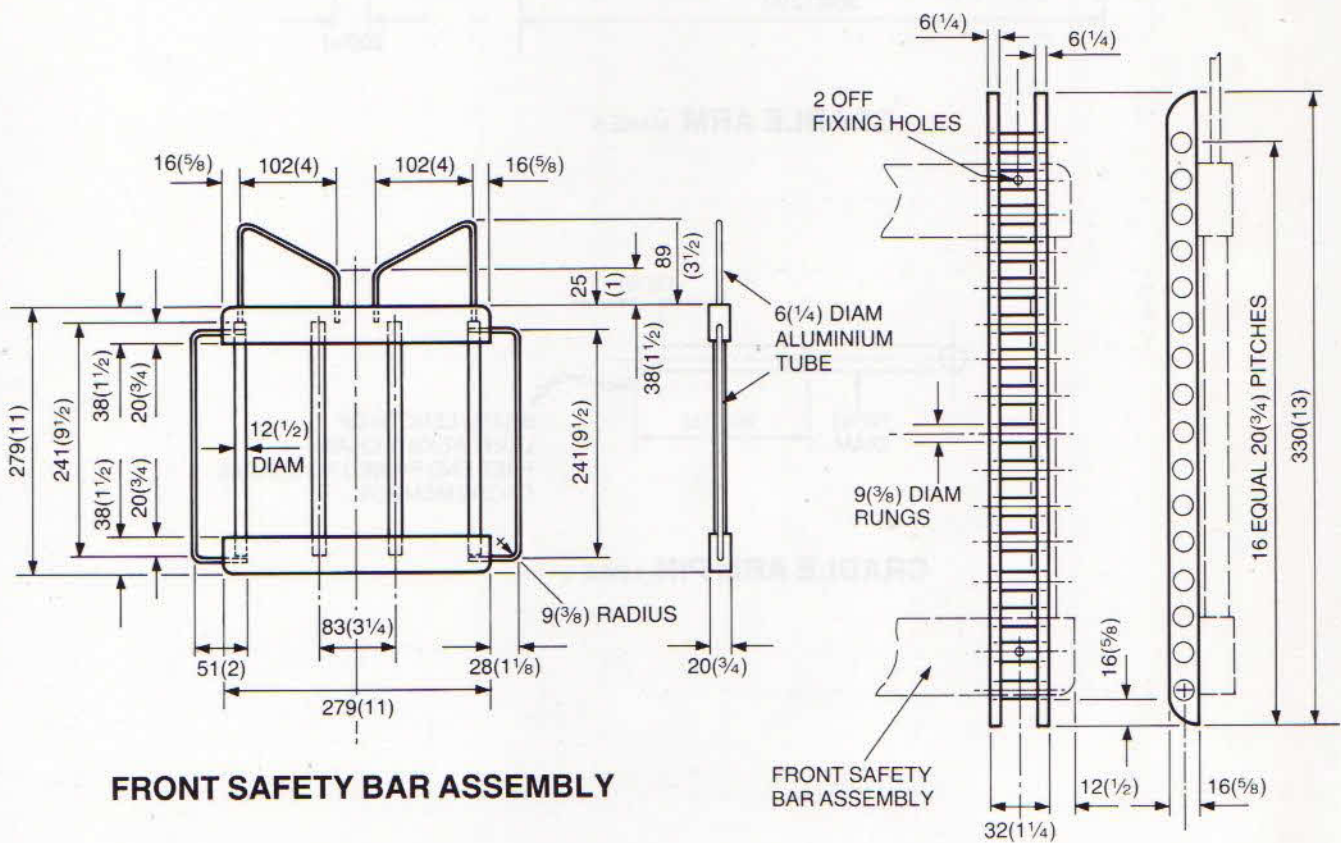 6(¼)
6(¼)
2 OFF
FIXING HOLES
16(⅝)
102(4)
102(4)
16(⅝)
89
(3½)
25
(1)
38(1½)
6(¼) DIAM
ALUMINIUM
TUBE
279(11)
241(9½)
38(1½)
20(¾)
38(1½)
20(¾)
12(½)
DIAM
241(9½)
9(⅜) RADIUS
51(2)
83(3¼)
28(1⅛)
279(11)
20(¾)
9(⅜) DIAM
RUNGS
16 EQUAL 20(¾) PITCHES
330(13)
16(⅝)
FRONT SAFETY
BAR ASSEMBLY
12(½)
16(⅝)
32(1¼)
FRONT SAFETY BAR ASSEMBLY
CRADLE ARM